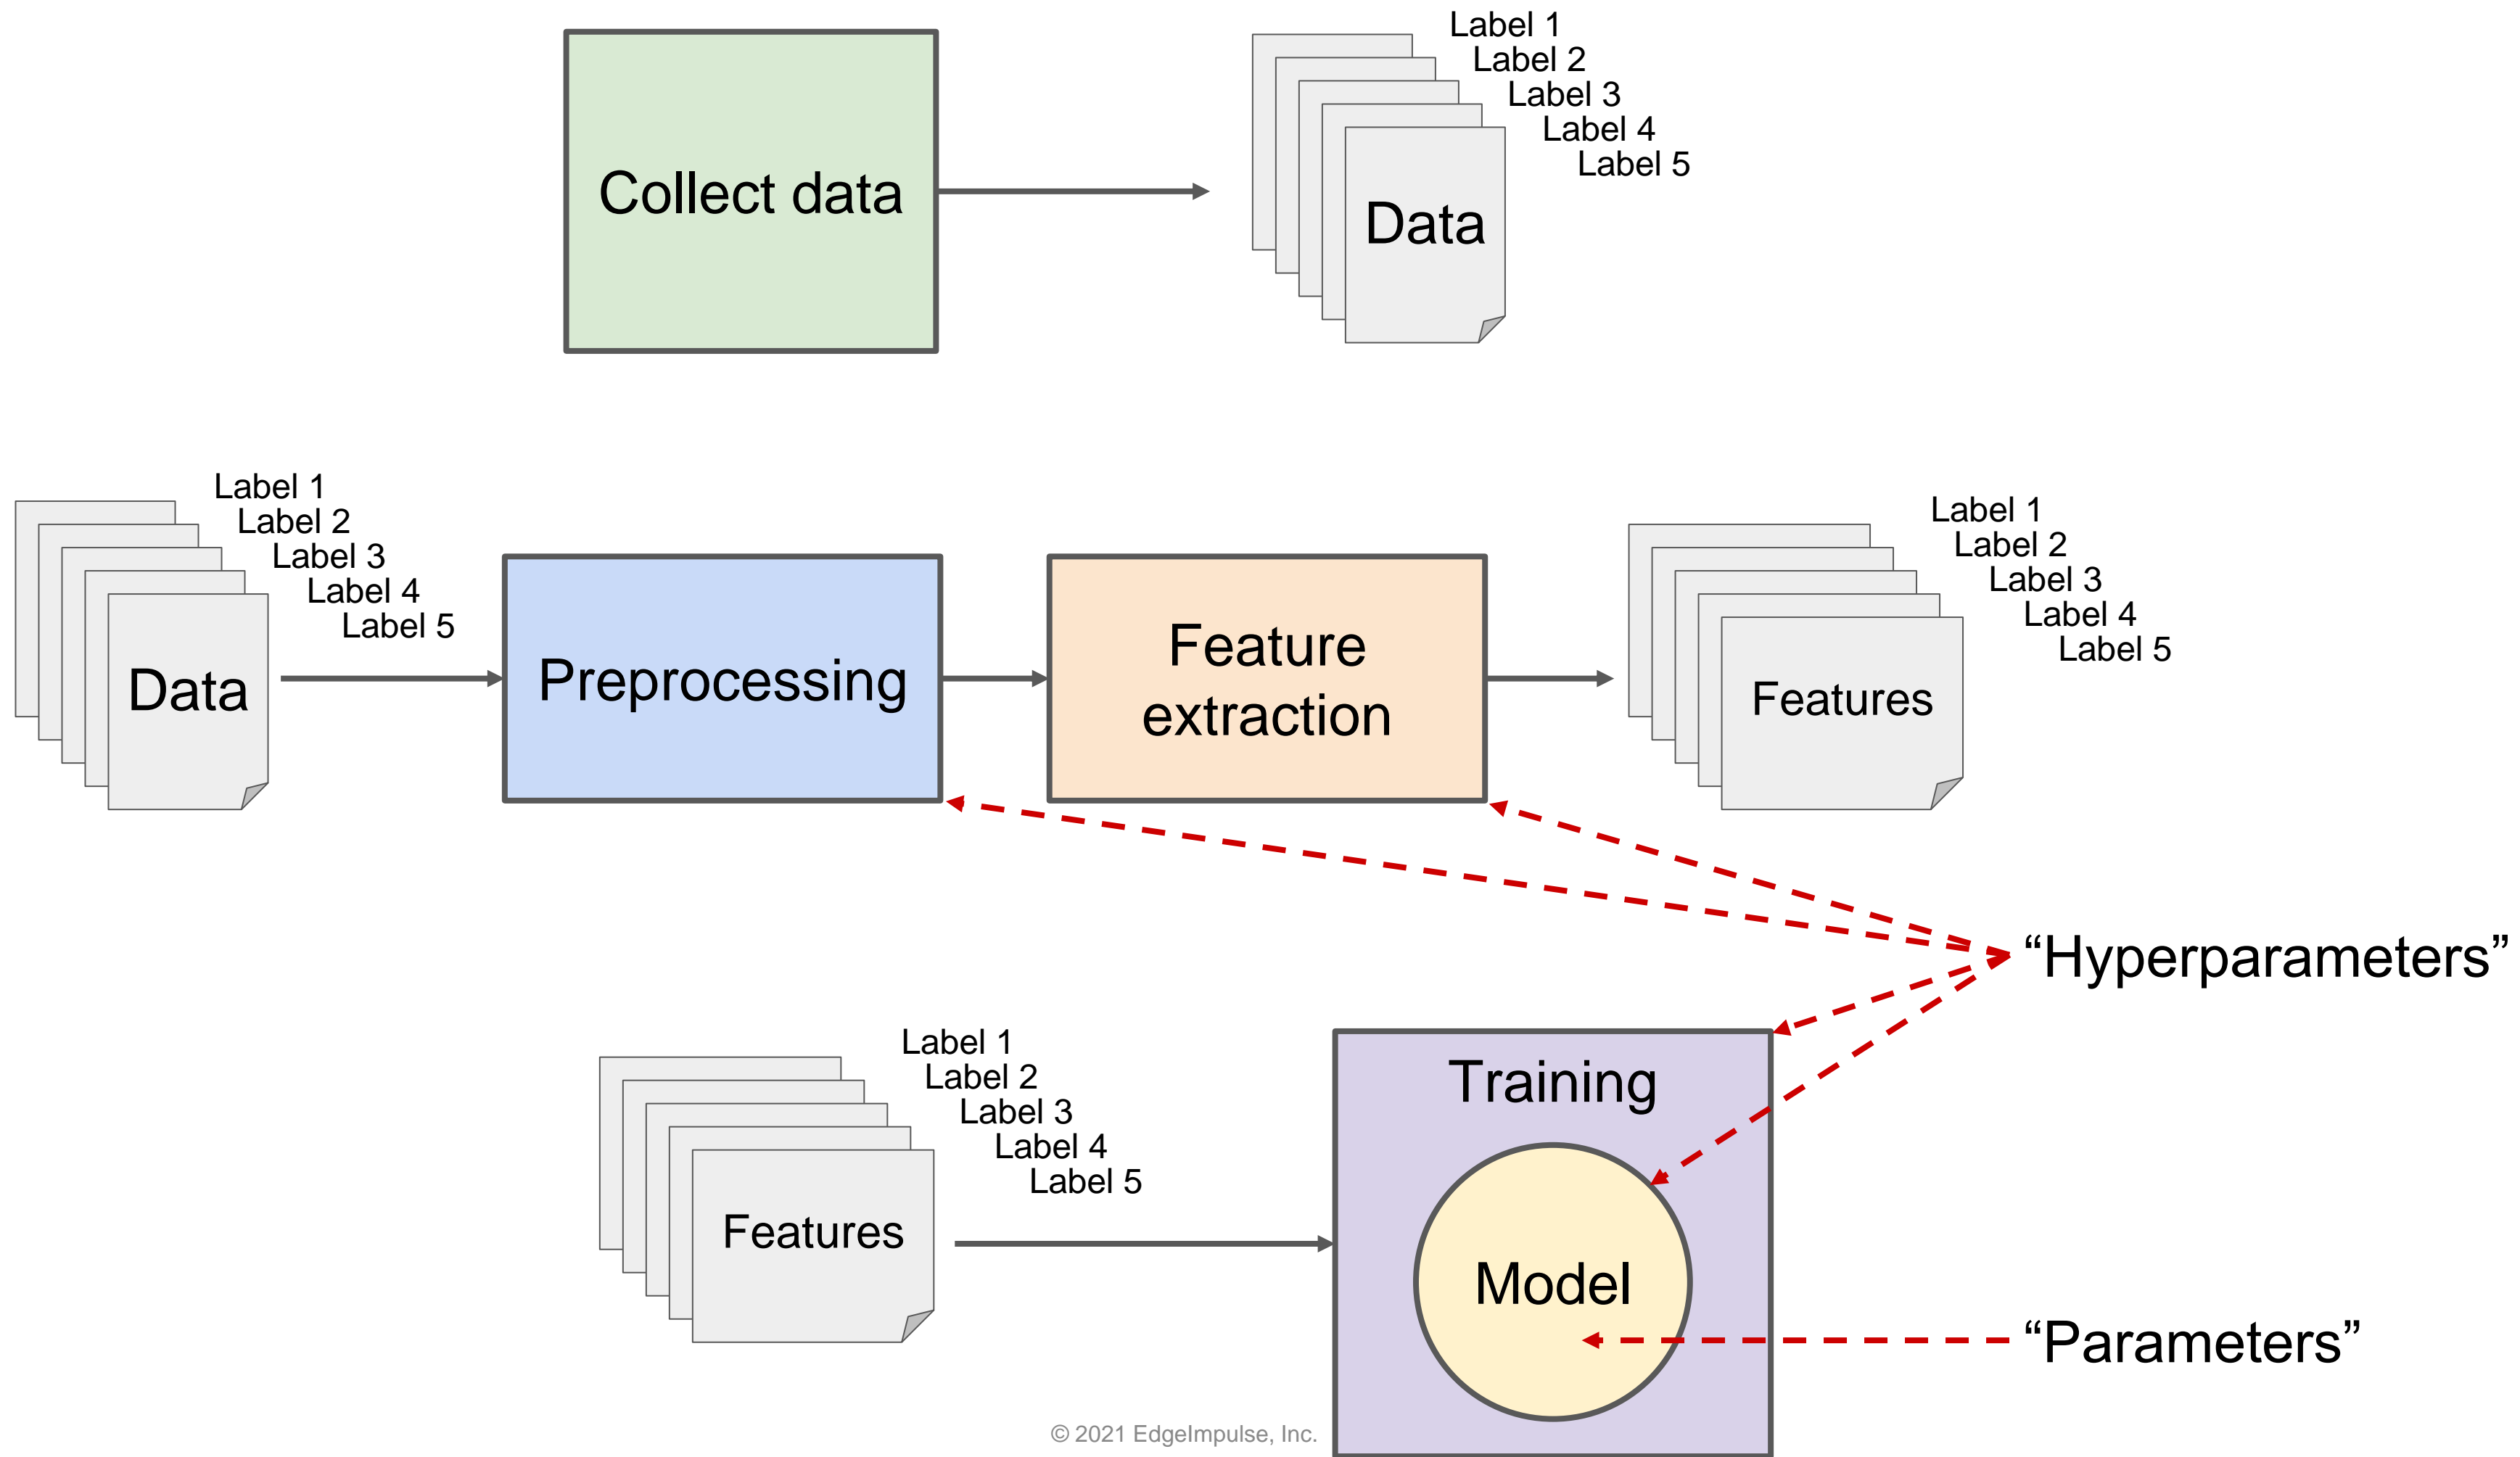 Label 1
Label 2
Label 3
Label 4
Label 5
Collect data
Data
Label 1
Label 2
Label 3
Label 4
Label 5
Data
Preprocessing
Feature
extraction
Label 1
Label 2
Label 3
Label 4
Label 5
Features
“Hyperparameters”
Label 1
Label 2
Label 3
Label 4
Label 5
Features
Training
Model
“Parameters”
© 2021 EdgeImpulse, Inc.